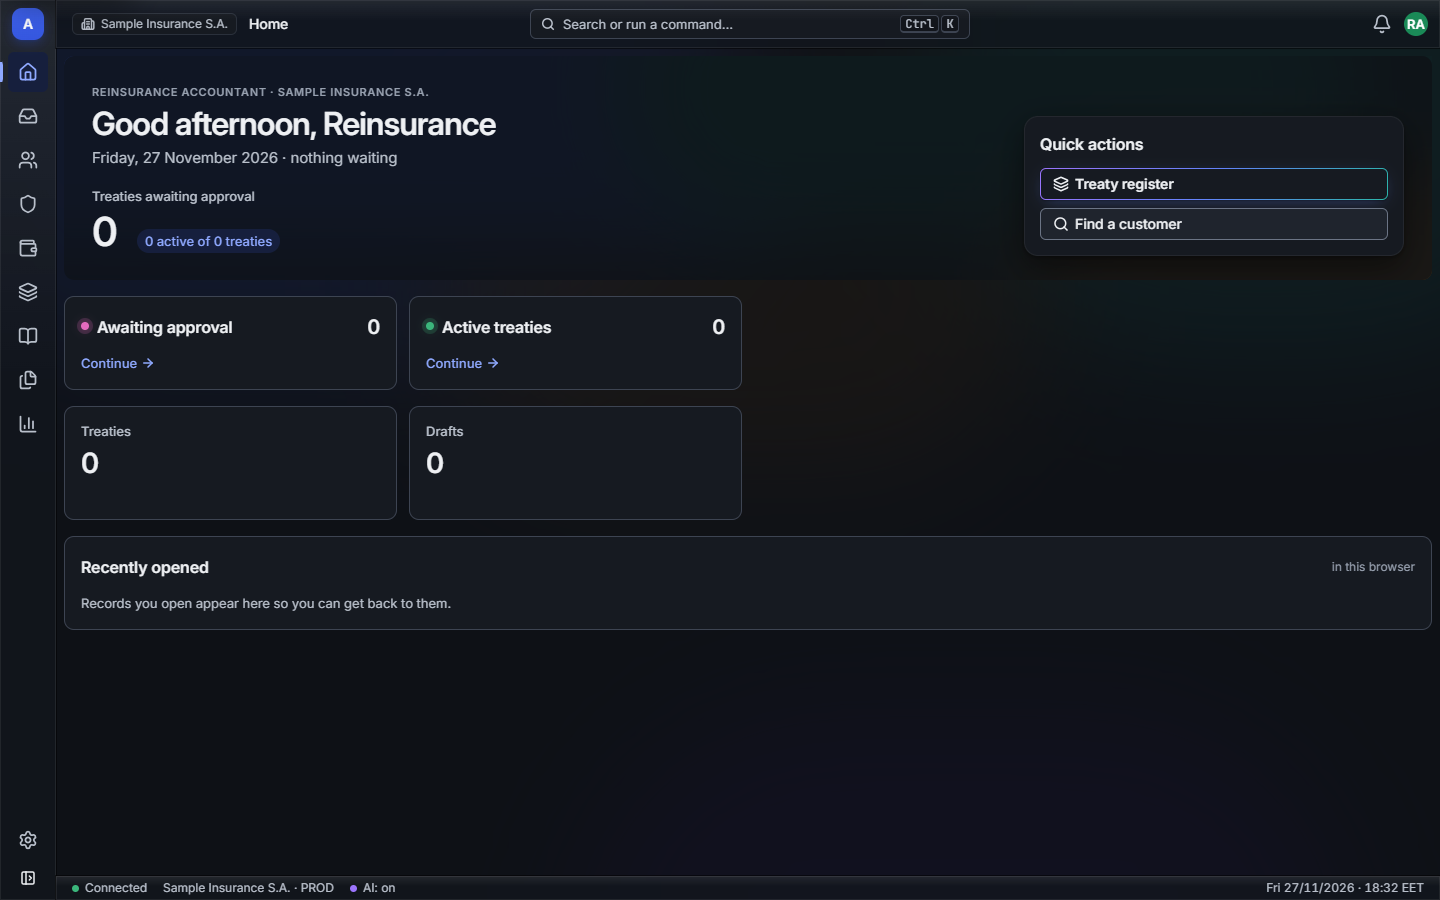 A
Sample Insurance S.A.
Home
Search or run a command...
Ctrl K
RA
REINSURANCE ACCOUNTANT · SAMPLE INSURANCE S.A.
Good afternoon, Reinsurance
Friday, 27 November 2026 · nothing waiting
Treaties awaiting approval
0
0 active of 0 treaties
Quick actions
Treaty register
Find a customer
Awaiting approval
0
Continue →
Active treaties
0
Continue →
Treaties
0
Drafts
0
Recently opened
in this browser
Records you open appear here so you can get back to them.
Connected
Sample Insurance S.A. · PROD
AI: on
Fri 27/11/2026 · 18:32 EET